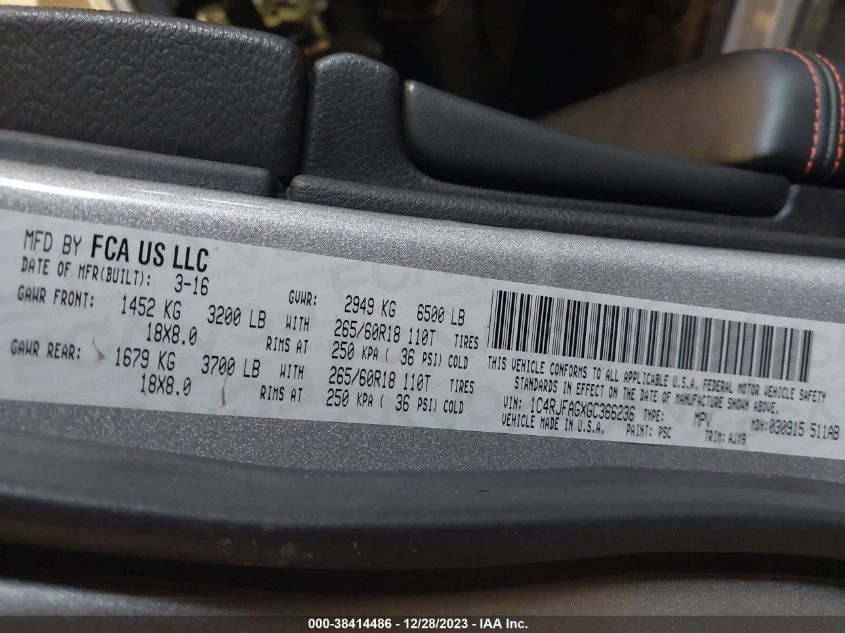 MFD BY FCA US LLC
DATE OF MFR(BUILT): 3-16
GAWR FRONT: 1452 KG 3200 LB
18X8.0
GAWR REAR: 1679 KG 3700 LB
18X8.0
GVWR: 2949 KG 6500 LB
WITH 265/60R18 110T TIRES
RIMS AT 250 KPA ( 36 PSI) COLD
WITH 265/60R18 110T TIRES
RIMS AT 250 KPA ( 36 PSI) COLD
THIS VEHICLE CONFORMS TO ALL APPLICABLE U.S.A. FEDERAL MOTOR VEHICLE SAFETY
STANDARDS IN EFFECT ON THE DATE OF MANUFACTURE SHOWN ABOVE.
VIN: 1C4RJFAGXGC366236 TYPE: MPV MDH: 030915 511AB
VEHICLE MADE IN U.S.A. PAINT: PSC TRIM: AJX9
000-38414486 - 12/28/2023 - IAA Inc.